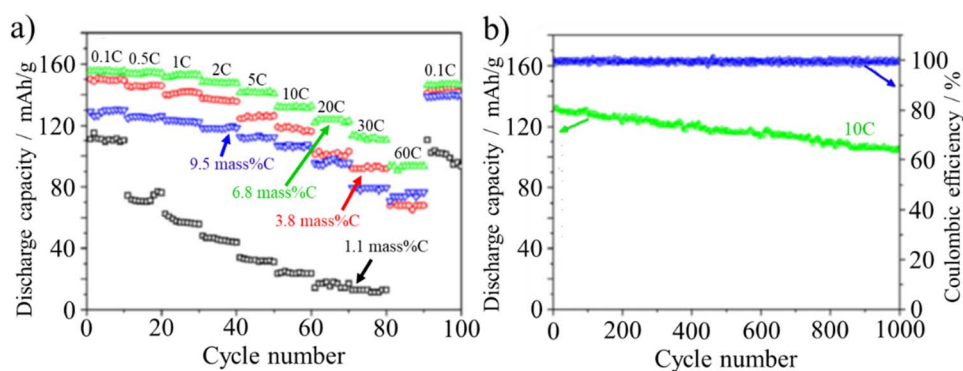 a)
b)
0.1C 0.5C 1C 2C 5C 10C 20C 30C 60C 0.1C
9.5 mass%C
6.8 mass%C
3.8 mass%C
1.1 mass%C
160
120
80
40
0
Discharge capacity / mAh/g
0 20 40 60 80 100
Cycle number
10C
160
120
80
40
0
Discharge capacity / mAh/g
100
80
60
40
20
0
Coulombic efficiency / %
0 200 400 600 800 1000
Cycle number